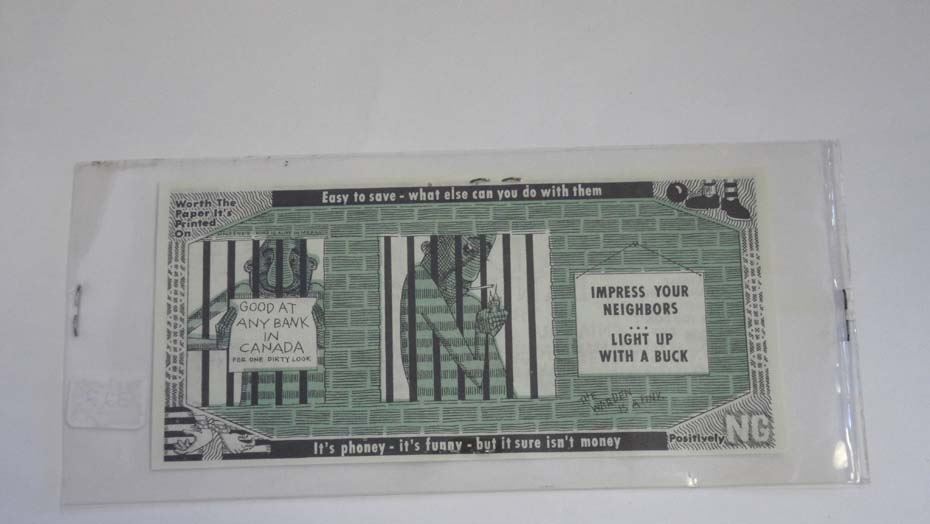 Easy to save - what else can you do with them
Worth The
Paper It's
Printed
On
GOOD AT
ANY BANK
IN
CANADA
FOR ONE DIRTY LOOK
IMPRESS YOUR
NEIGHBORS
...
LIGHT UP
WITH A BUCK
THE
WARDEN
IS A FINK
It's phoney - it's funny - but it sure isn't money
Positively NG